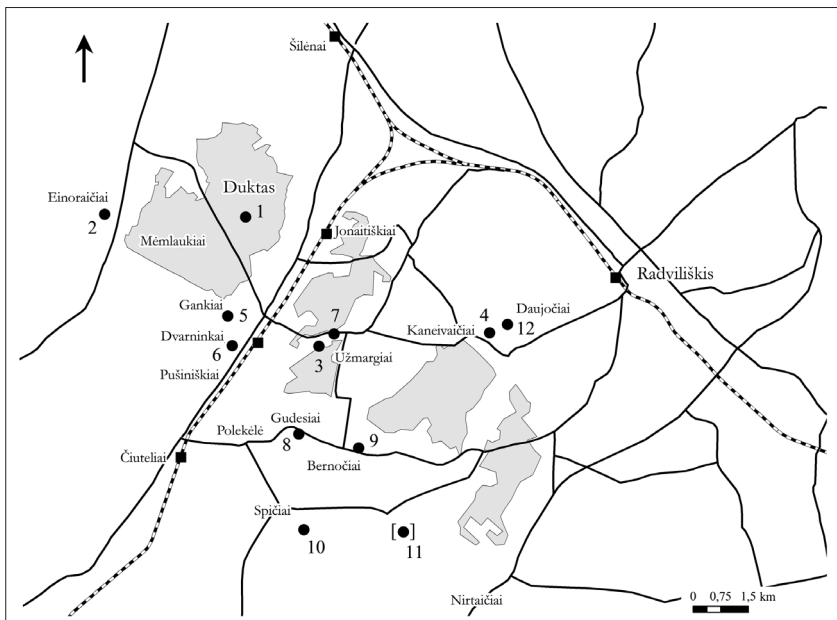 Šilėnai
Duktas
Einoraičiai
1
2
Mėmlaukiai
Jonaitiškiai
Radviliškis
Gankiai
5
7
4
Daujočiai
Kaneivaičiai
12
Dvarninkai
6
3
Užmargiai
Pušiniškiai
Gudesiai
Polekėlė
8
9
Čiuteliai
Bernočiai
Spičiai
10
[ ]
11
Nirtaičiai
0 0,75 1,5 km